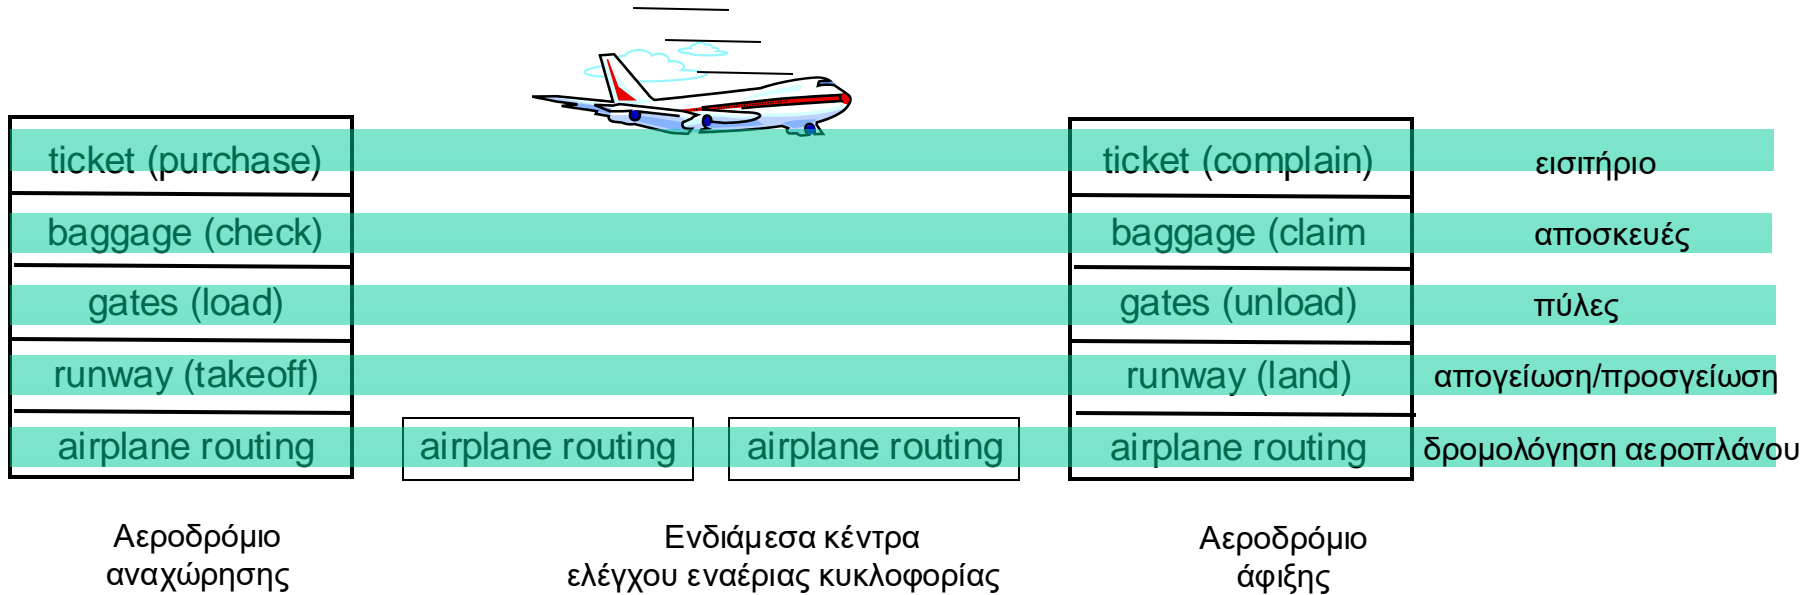 ticket (purchase) ticket (complain) εισιτήριο
baggage (check) baggage (claim αποσκευές
gates (load) gates (unload) πύλες
runway (takeoff) runway (land) απογείωση/προσγείωση
airplane routing airplane routing airplane routing airplane routing δρομολόγηση αεροπλάνου
Αεροδρόμιο
αναχώρησης
Ενδιάμεσα κέντρα
ελέγχου εναέριας κυκλοφορίας
Αεροδρόμιο
άφιξης